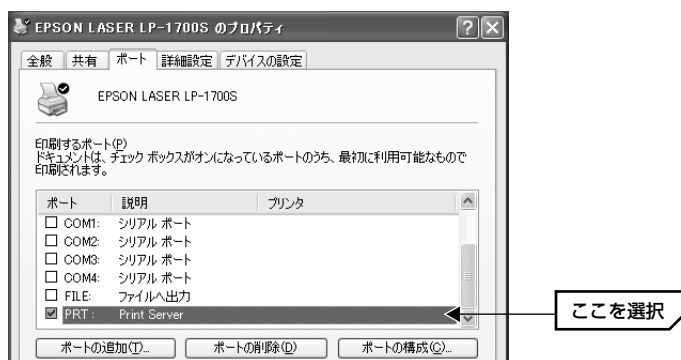 EPSON LASER LP-1700S のプロパティ
全般 共有 ポート 詳細設定 デバイスの設定
EPSON LASER LP-1700S
印刷するポート(P)
ドキュメントは、チェック ボックスがオンになっているポートのうち、最初に利用可能なもので
印刷されます。
ポート 説明 プリンタ
COM1: シリアル ポート
COM2: シリアル ポート
COM3: シリアル ポート
COM4: シリアル ポート
FILE: ファイルへ出力
PRT : Print Server
ここを選択
ポートの追加(T)... ポートの削除(D) ポートの構成(C)...